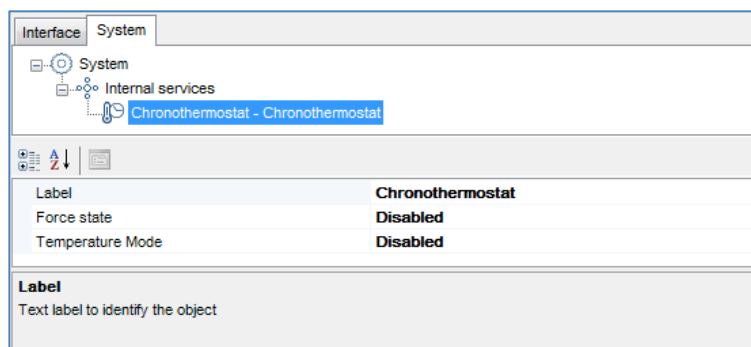 Interface System
System
Internal services
Chronothermostat - Chronothermostat
A
Z
Label Chronothermostat
Force state Disabled
Temperature Mode Disabled
Label
Text label to identify the object